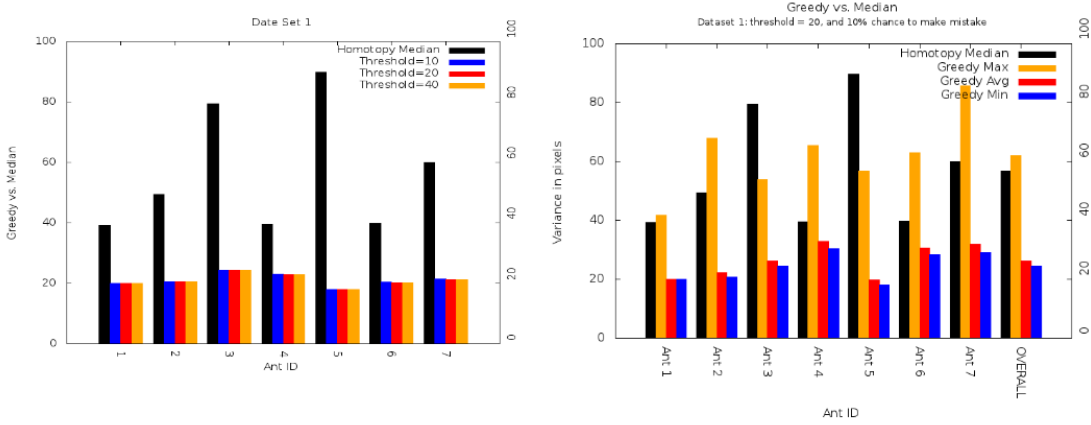 Date Set 1
Homotopy Median
Threshold=10
Threshold=20
Threshold=40
Greedy vs. Median
100
80
60
40
20
0
100
80
60
40
20
0
1 2 3 4 5 6 7
Ant ID
Greedy vs. Median
Dataset 1: threshold = 20, and 10% chance to make mistake
Homotopy Median
Greedy Max
Greedy Avg
Greedy Min
Variance in pixels
100
80
60
40
20
0
100
80
60
40
20
0
Ant 1 Ant 2 Ant 3 Ant 4 Ant 5 Ant 6 Ant 7 OVERALL
Ant ID